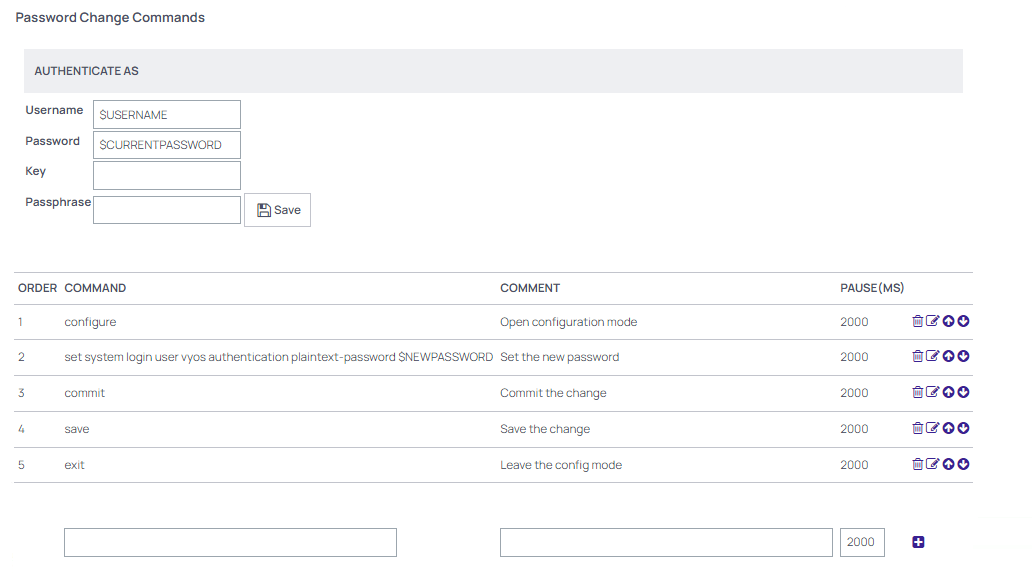 Password Change Commands
AUTHENTICATE AS
Username $USERNAME
Password $CURRENTPASSWORD
Key
Passphrase Save
ORDER COMMAND COMMENT PAUSE(MS)
1 configure Open configuration mode 2000
2 set system login user vyos authentication plaintext-password $NEWPASSWORD Set the new password 2000
3 commit Commit the change 2000
4 save Save the change 2000
5 exit Leave the config mode 2000
2000